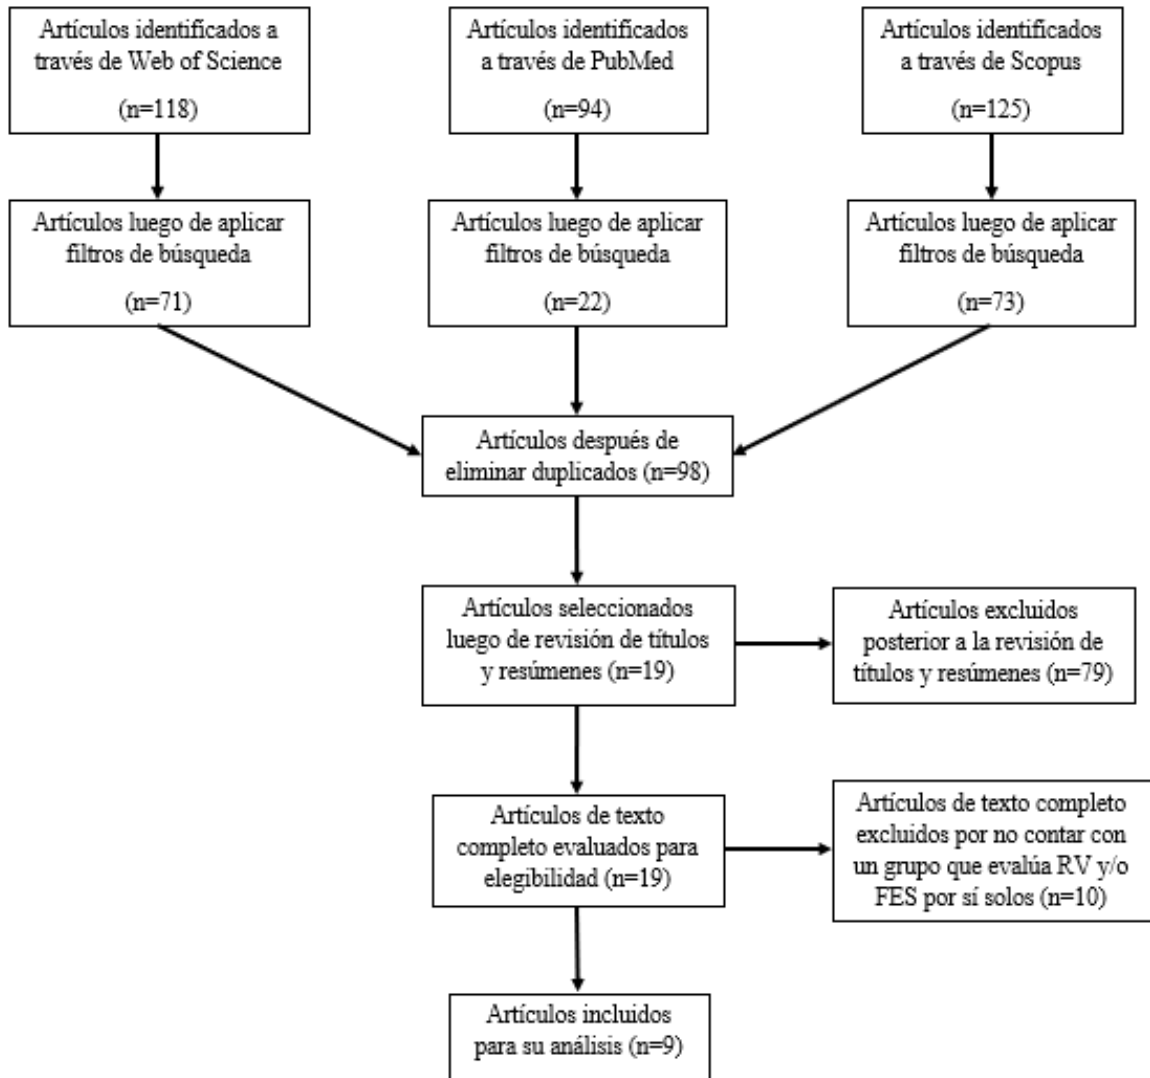 Artículos identificados a
través de Web of Science
(n=118)
Artículos identificados
a través de PubMed
(n=94)
Artículos identificados
a través de Scopus
(n=125)
Artículos luego de aplicar
filtros de búsqueda
(n=71)
Artículos luego de aplicar
filtros de búsqueda
(n=22)
Artículos luego de aplicar
filtros de búsqueda
(n=73)
Artículos después de
eliminar duplicados (n=98)
Artículos seleccionados
luego de revisión de títulos
y resúmenes (n=19)
Artículos excluidos
posterior a la revisión de
títulos y resúmenes (n=79)
Artículos de texto
completo evaluados para
elegibilidad (n=19)
Artículos de texto completo
excluidos por no contar con
un grupo que evalúa RV y/o
FES por sí solos (n=10)
Artículos incluidos
para su análisis (n=9)